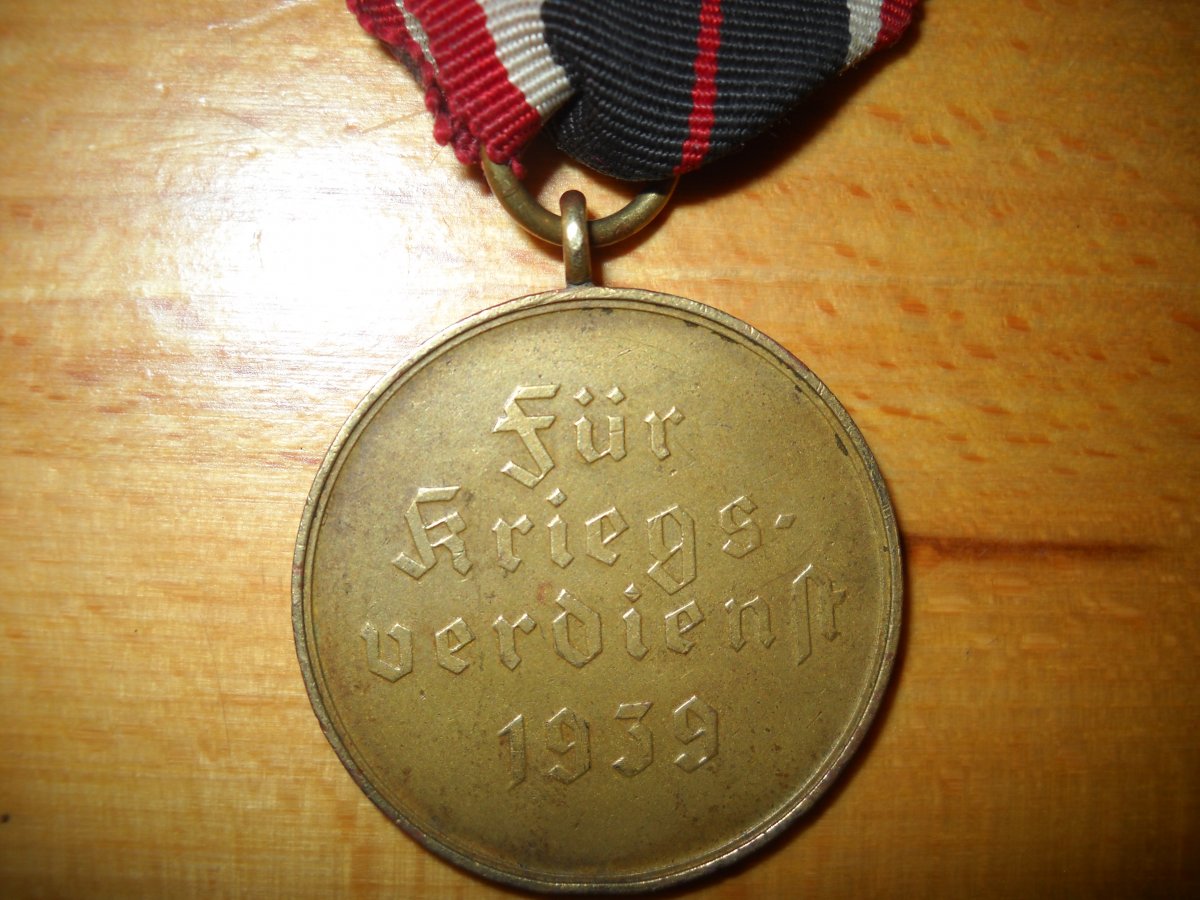 Für
Kriegs-
verdienſt
1939